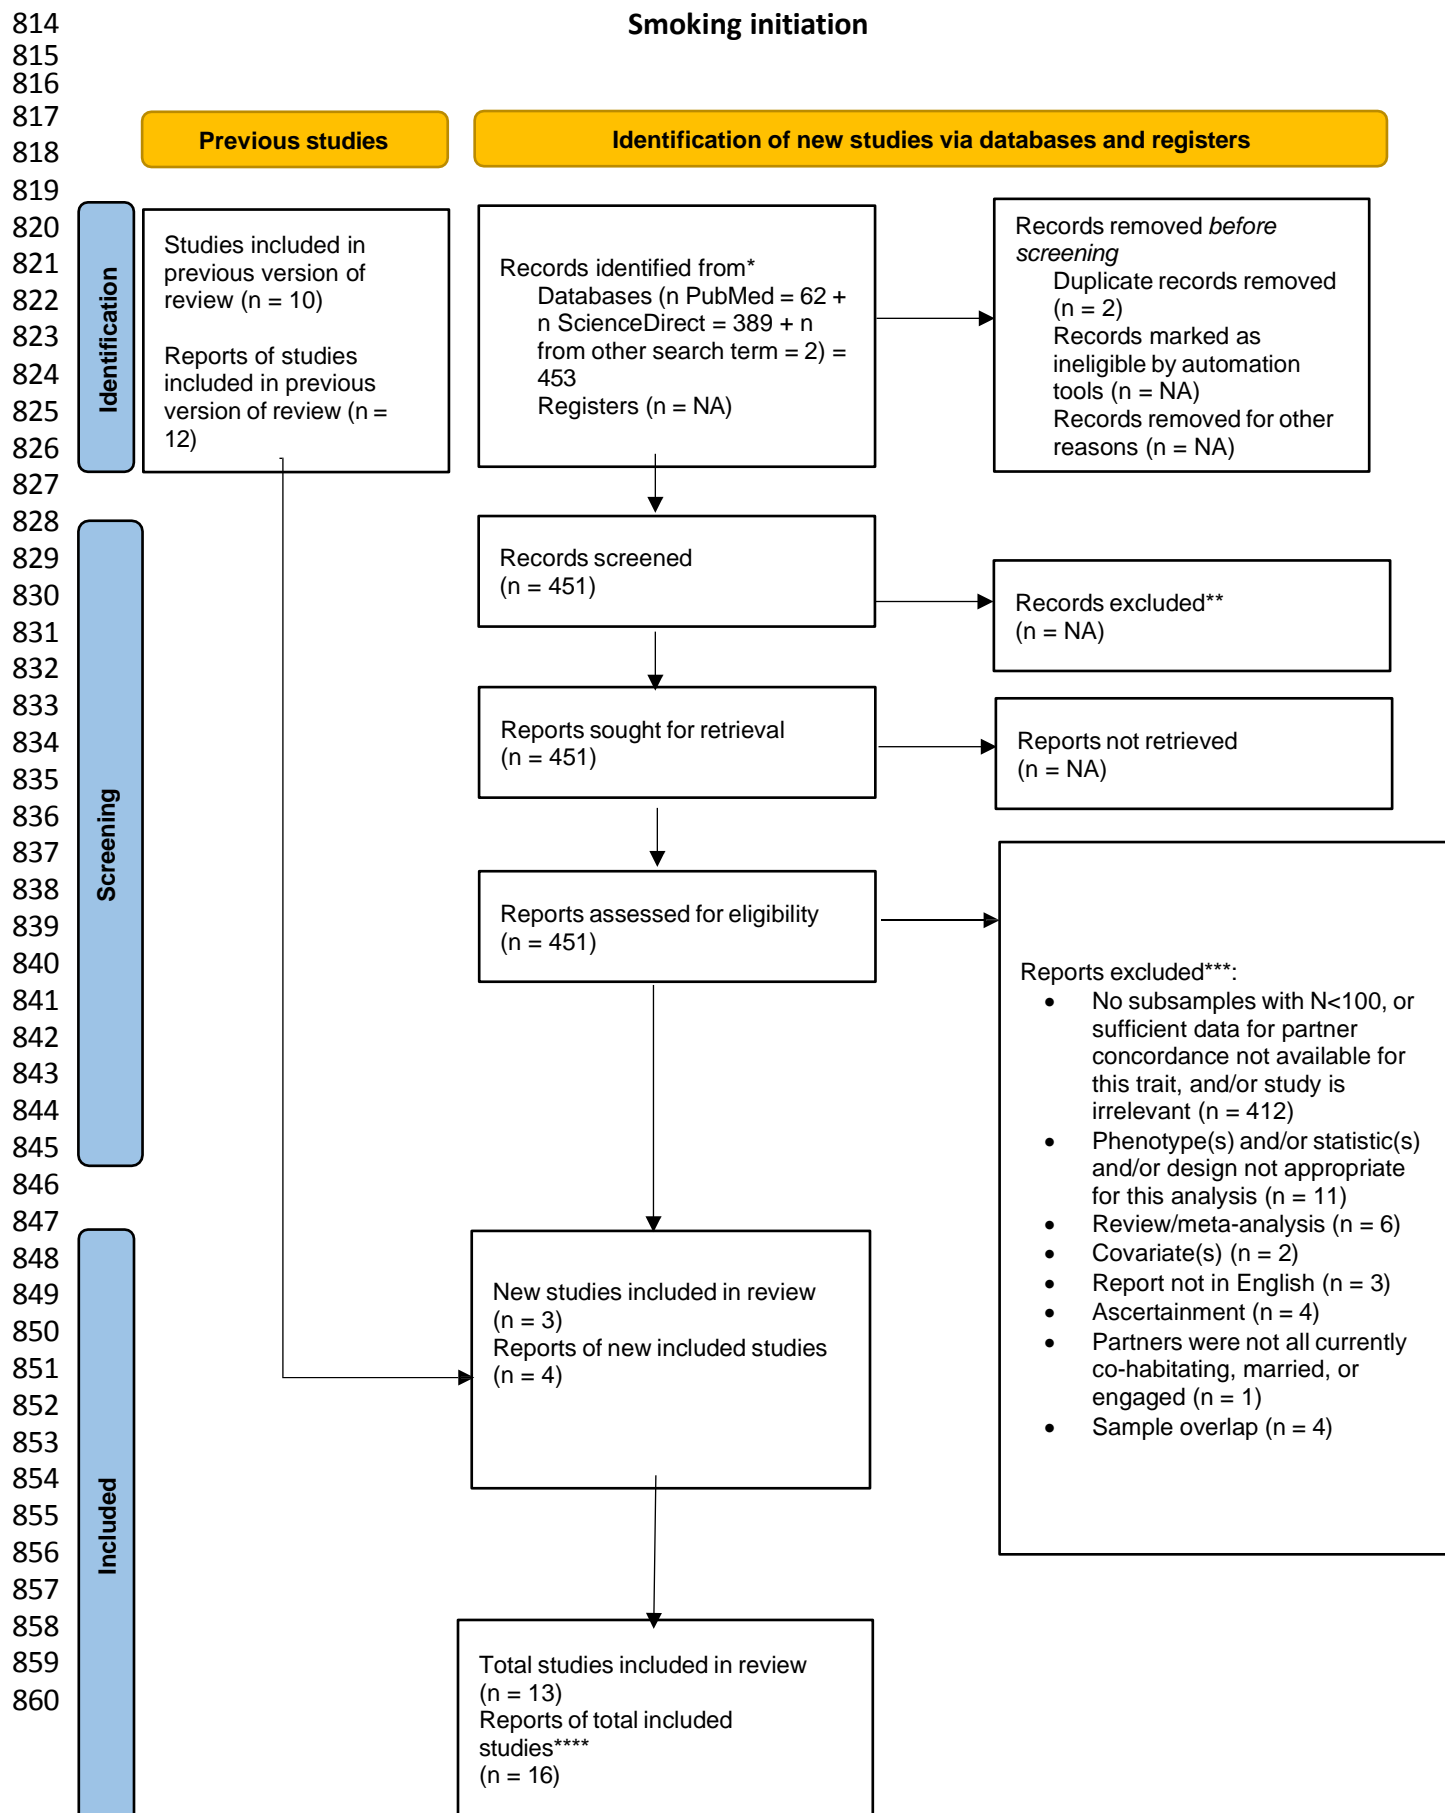 814
Smoking initiation
815
816
817
818
Previous studies
Identification of new studies via databases and registers
819
820
821
822
823
824
825
826
827
828
829
830
831
832
833
834
835
836
837
838
839
840
841
842
843
844
845
846
847
848
849
850
851
852
853
854
855
856
857
858
859
860
Identification
Studies included in
previous version of
review (n = 10)
Reports of studies
included in previous
version of review (n =
12)
Records identified from*
Databases (n PubMed = 62 +
n ScienceDirect = 389 + n
from other search term = 2) =
453
Registers (n = NA)
Records removed before
screening
Duplicate records removed
(n = 2)
Records marked as
ineligible by automation
tools (n = NA)
Records removed for other
reasons (n = NA)
Screening
Records screened
(n = 451)
Records excluded**
(n = NA)
Reports sought for retrieval
(n = 451)
Reports not retrieved
(n = NA)
Reports assessed for eligibility
(n = 451)
Reports excluded***:
• No subsamples with N<100, or
sufficient data for partner
concordance not available for
this trait, and/or study is
irrelevant (n = 412)
• Phenotype(s) and/or statistic(s)
and/or design not appropriate
for this analysis (n = 11)
• Review/meta-analysis (n = 6)
• Covariate(s) (n = 2)
• Report not in English (n = 3)
• Ascertainment (n = 4)
• Partners were not all currently
co-habitating, married, or
engaged (n = 1)
• Sample overlap (n = 4)
Included
New studies included in review
(n = 3)
Reports of new included studies
(n = 4)
Total studies included in review
(n = 13)
Reports of total included
studies****
(n = 16)